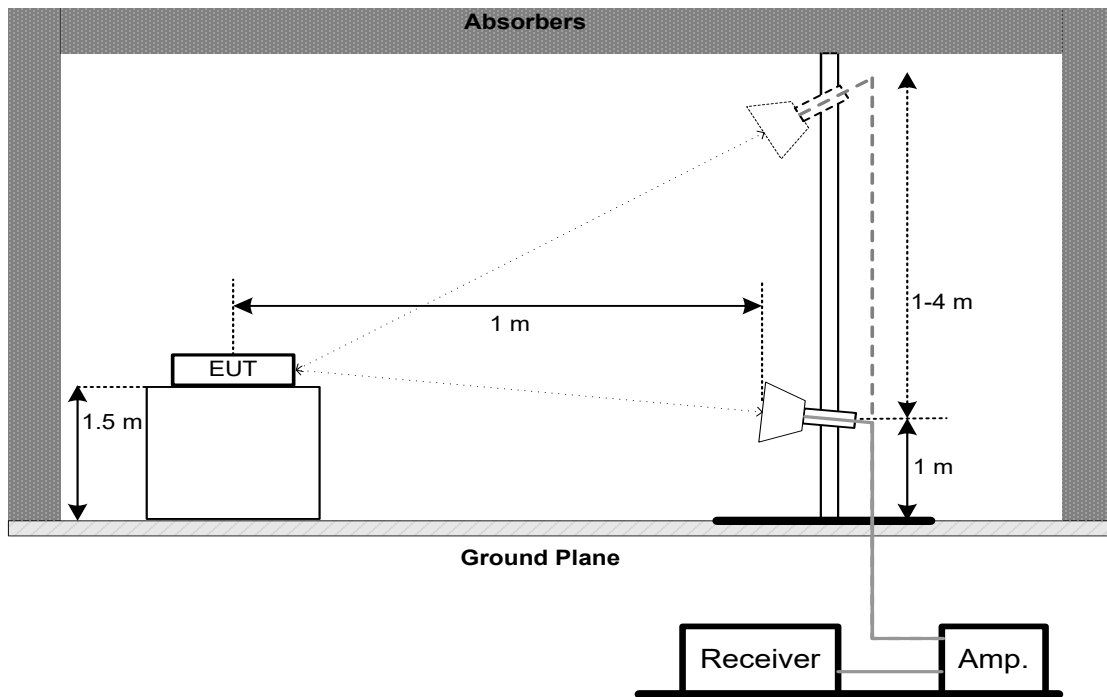 Absorbers
1-4 m
1 m
EUT
1.5 m
1 m
Ground Plane
Receiver
Amp.